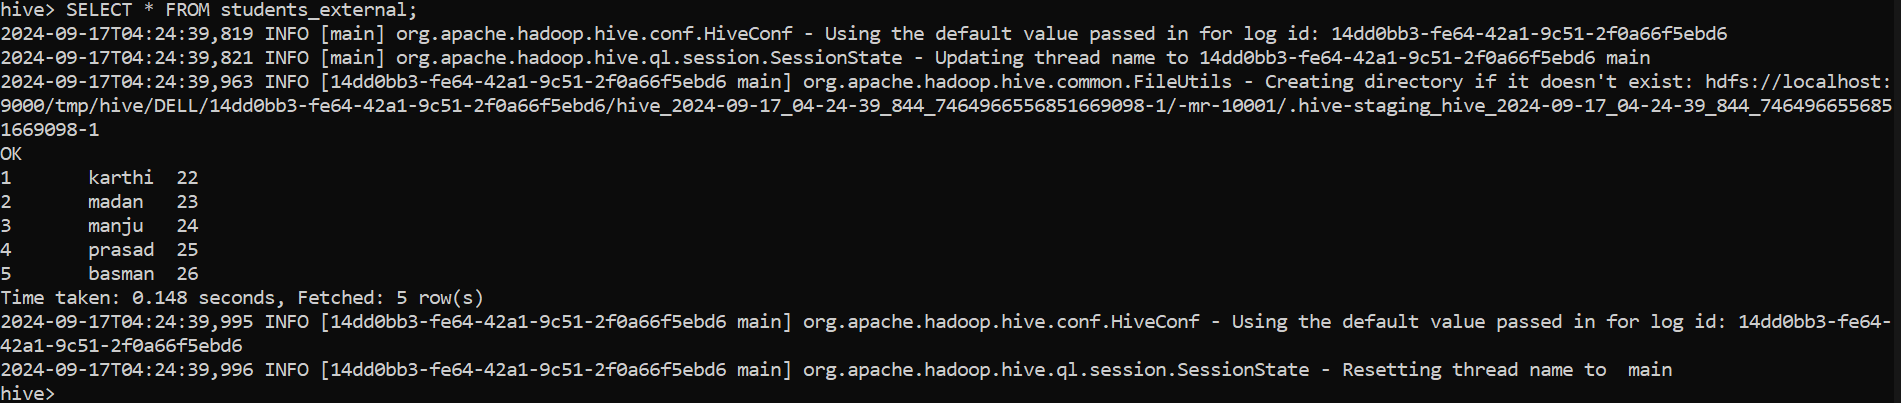 hive> SELECT * FROM students_external;
2024-09-17T04:24:39,819 INFO [main] org.apache.hadoop.hive.conf.HiveConf - Using the default value passed in for log id: 14dd0bb3-fe64-42a1-9c51-2f0a66f5ebd6
2024-09-17T04:24:39,821 INFO [main] org.apache.hadoop.hive.ql.session.SessionState - Updating thread name to 14dd0bb3-fe64-42a1-9c51-2f0a66f5ebd6 main
2024-09-17T04:24:39,963 INFO [14dd0bb3-fe64-42a1-9c51-2f0a66f5ebd6 main] org.apache.hadoop.hive.common.FileUtils - Creating directory if it doesn't exist: hdfs://localhost:
9000/tmp/hive/DELL/14dd0bb3-fe64-42a1-9c51-2f0a66f5ebd6/hive_2024-09-17_04-24-39_844_7464966556851669098-1/-mr-10001/.hive-staging_hive_2024-09-17_04-24-39_844_746496655685
1669098-1
OK
1       karthi  22
2       madan   23
3       manju   24
4       prasad  25
5       basman  26
Time taken: 0.148 seconds, Fetched: 5 row(s)
2024-09-17T04:24:39,995 INFO [14dd0bb3-fe64-42a1-9c51-2f0a66f5ebd6 main] org.apache.hadoop.hive.conf.HiveConf - Using the default value passed in for log id: 14dd0bb3-fe64-
42a1-9c51-2f0a66f5ebd6
2024-09-17T04:24:39,996 INFO [14dd0bb3-fe64-42a1-9c51-2f0a66f5ebd6 main] org.apache.hadoop.hive.ql.session.SessionState - Resetting thread name to  main
hive>